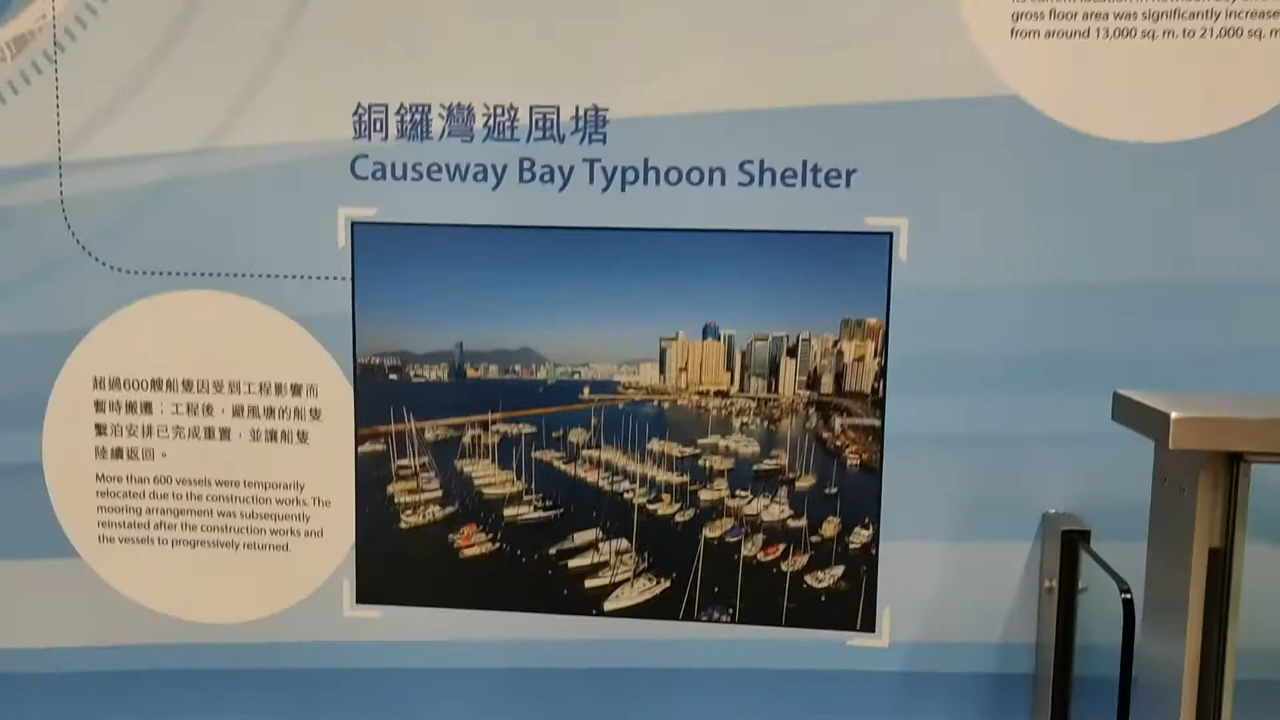 gross floor area was significantly increase
from around 13,000 sq. m. to 21,000 sq. m
銅鑼灣避風塘
Causeway Bay Typhoon Shelter
超過600艘船隻因受到工程影響而
暫時搬遷；工程後，避風塘的船隻
繫泊安排已完成重置，並讓船隻
陸續返回。
More than 600 vessels were temporarily
relocated due to the construction works. The
mooring arrangement was subsequently
reinstated after the construction works and
the vessels to progressively returned.